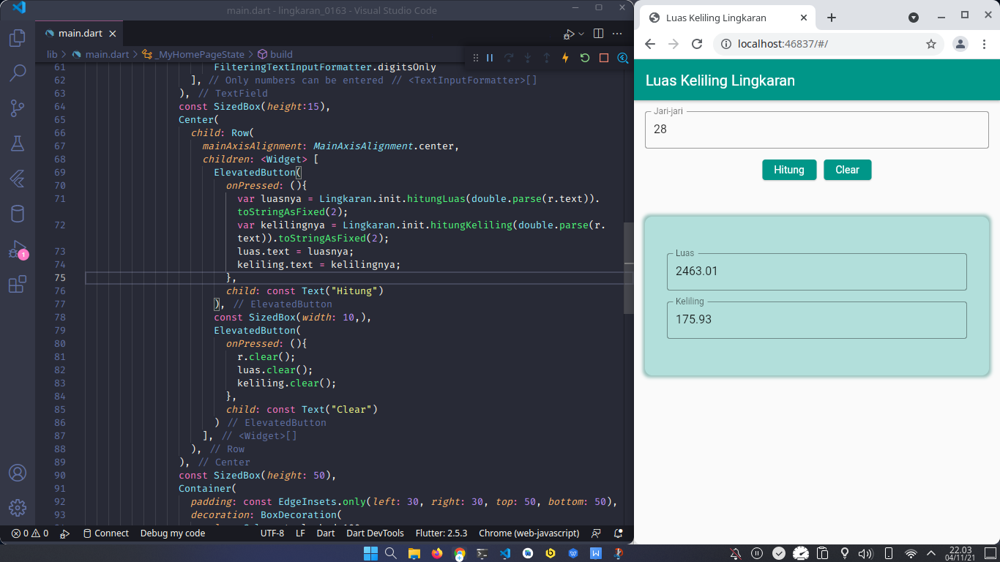 main.dart - lingkaran_0163 - Visual Studio Code
main.dart
lib > main.dart > _MyHomePageState > build
61 FilteringTextInputFormatter.digitsOnly
62 ], // Only numbers can be entered // <TextInputFormatter>[]
63 ), // TextField
64 const SizedBox(height:15),
65 Center(
66 child: Row(
67 mainAxisAlignment: MainAxisAlignment.center,
68 children: <Widget> [
69 ElevatedButton(
70 onPressed: (){
71 var luasnya = Lingkaran.init.hitungLuas(double.parse(r.text)).
toStringAsFixed(2);
72 var kelilingnya = Lingkaran.init.hitungKeliling(double.parse(r.
text)).toStringAsFixed(2);
73 luas.text = luasnya;
74 keliling.text = kelilingnya;
75 },
76 child: const Text("Hitung")
77 ), // ElevatedButton
78 const SizedBox(width: 10,),
79 ElevatedButton(
80 onPressed: (){
81 r.clear();
82 luas.clear();
83 keliling.clear();
84 },
85 child: const Text("Clear")
86 ) // ElevatedButton
87 ], // <Widget>[]
88 ), // Row
89 ), // Center
90 const SizedBox(height: 50),
91 Container(
92 padding: const EdgeInsets.only(left: 30, right: 30, top: 50, bottom: 50),
93 decoration: BoxDecoration(
1
0 0 Connect Debug my code UTF-8 LF Dart Dart DevTools Flutter: 2.5.3 Chrome (web-javascript)
Luas Keliling Lingkaran
localhost:46837/#/
Luas Keliling Lingkaran
Jari-jari
28
Hitung Clear
Luas
2463.01
Keliling
175.93
22.03
04/11/21